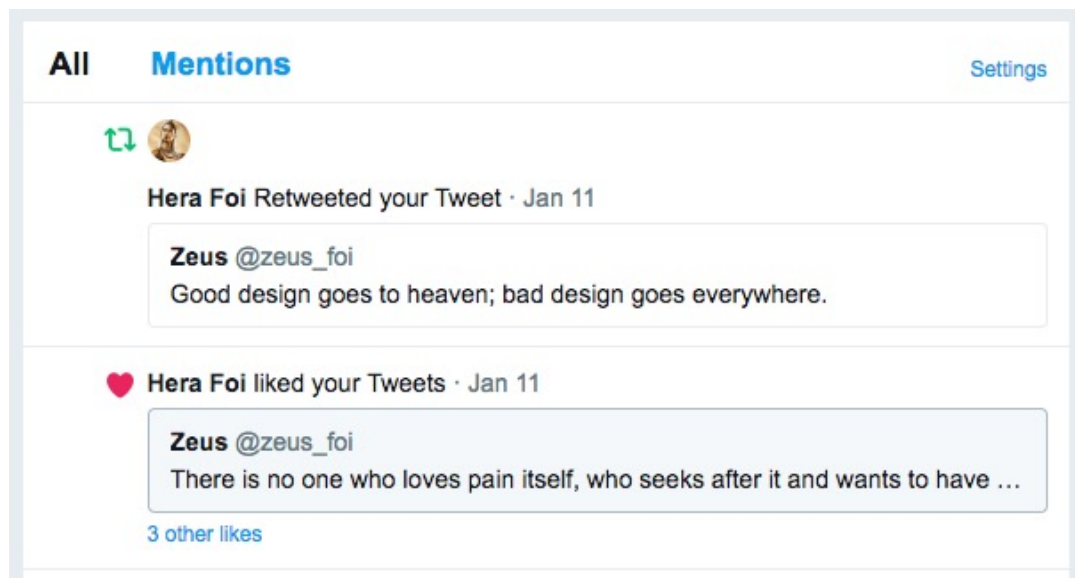 All Mentions Settings
Hera Foi Retweeted your Tweet · Jan 11
Zeus @zeus_foi
Good design goes to heaven; bad design goes everywhere.
Hera Foi liked your Tweets · Jan 11
Zeus @zeus_foi
There is no one who loves pain itself, who seeks after it and wants to have …
3 other likes